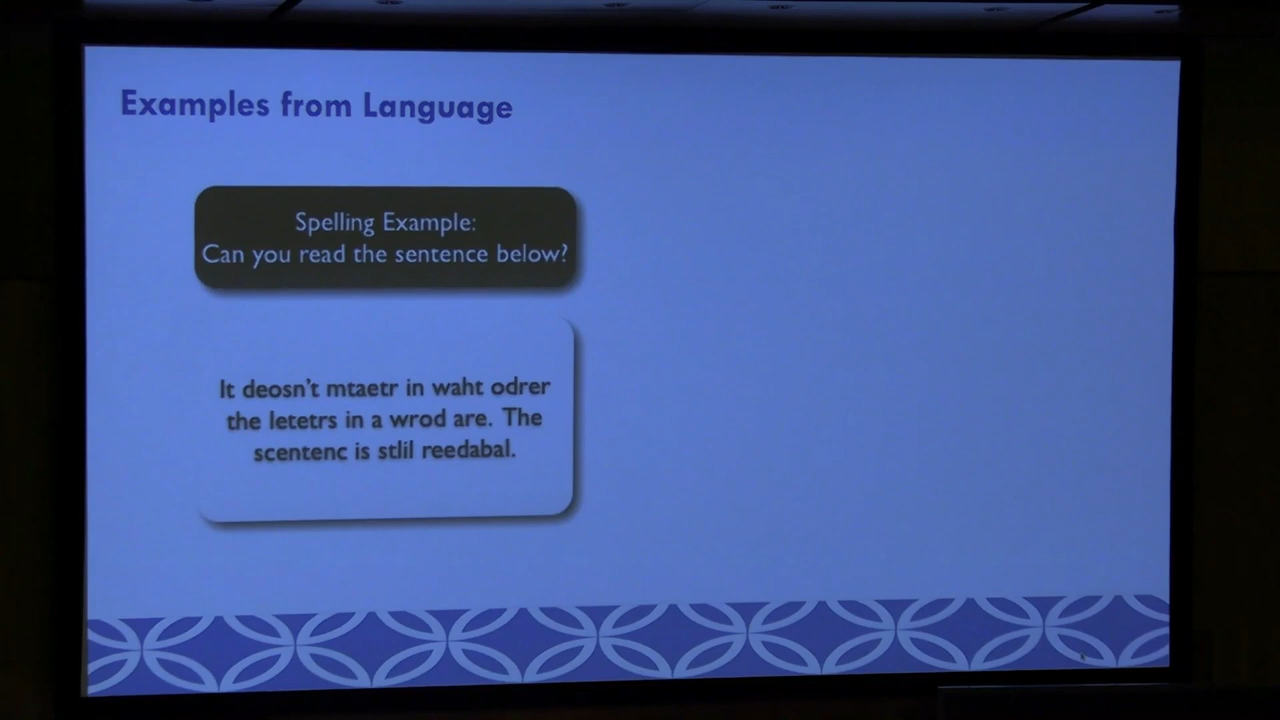 Examples from Language
Spelling Example:
Can you read the sentence below?
It deosn't mtaetr in waht odrer
the letetrs in a wrod are. The
scentenc is stlil reedabal.